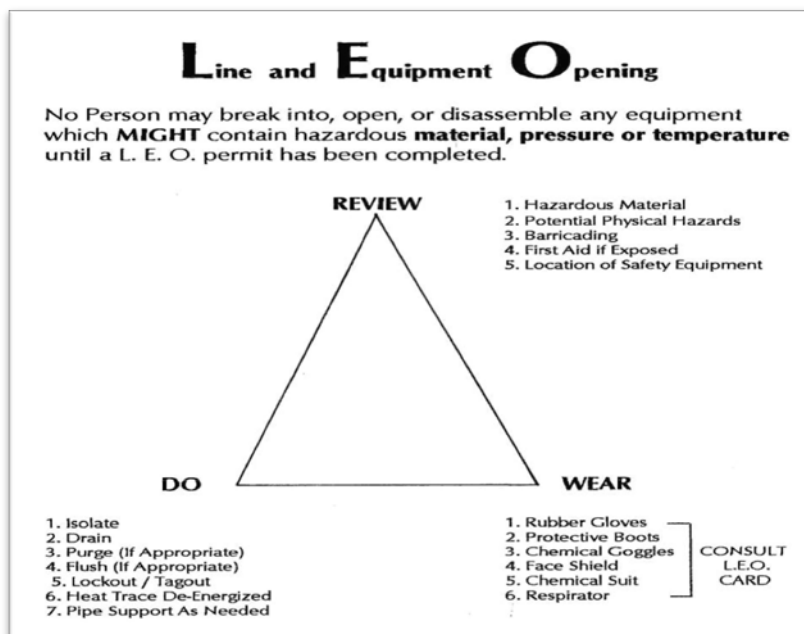 Line and Equipment Opening
No Person may break into, open, or disassemble any equipment
which MIGHT contain hazardous material, pressure or temperature
until a L. E. O. permit has been completed.
REVIEW
1. Hazardous Material
2. Potential Physical Hazards
3. Barricading
4. First Aid if Exposed
5. Location of Safety Equipment
DO
1. Isolate
2. Drain
3. Purge (If Appropriate)
4. Flush (If Appropriate)
5. Lockout / Tagout
6. Heat Trace De-Energized
7. Pipe Support As Needed
WEAR
1. Rubber Gloves
2. Protective Boots
3. Chemical Goggles
4. Face Shield
5. Chemical Suit
6. Respirator
CONSULT
L.E.O.
CARD